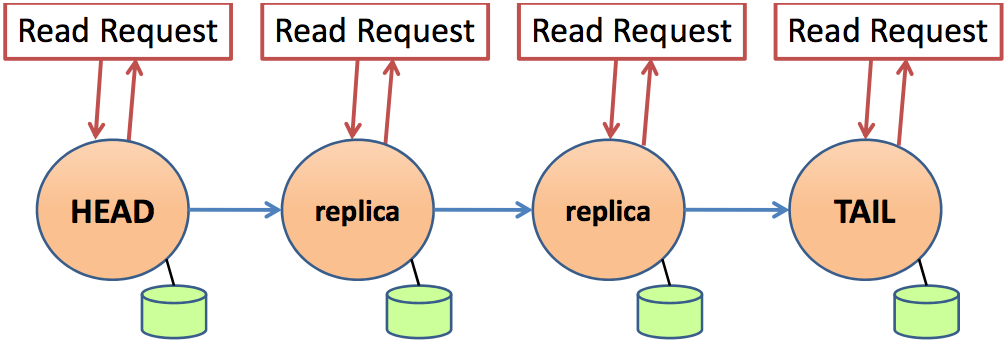 Read Request
Read Request
Read Request
Read Request
HEAD
replica
replica
TAIL